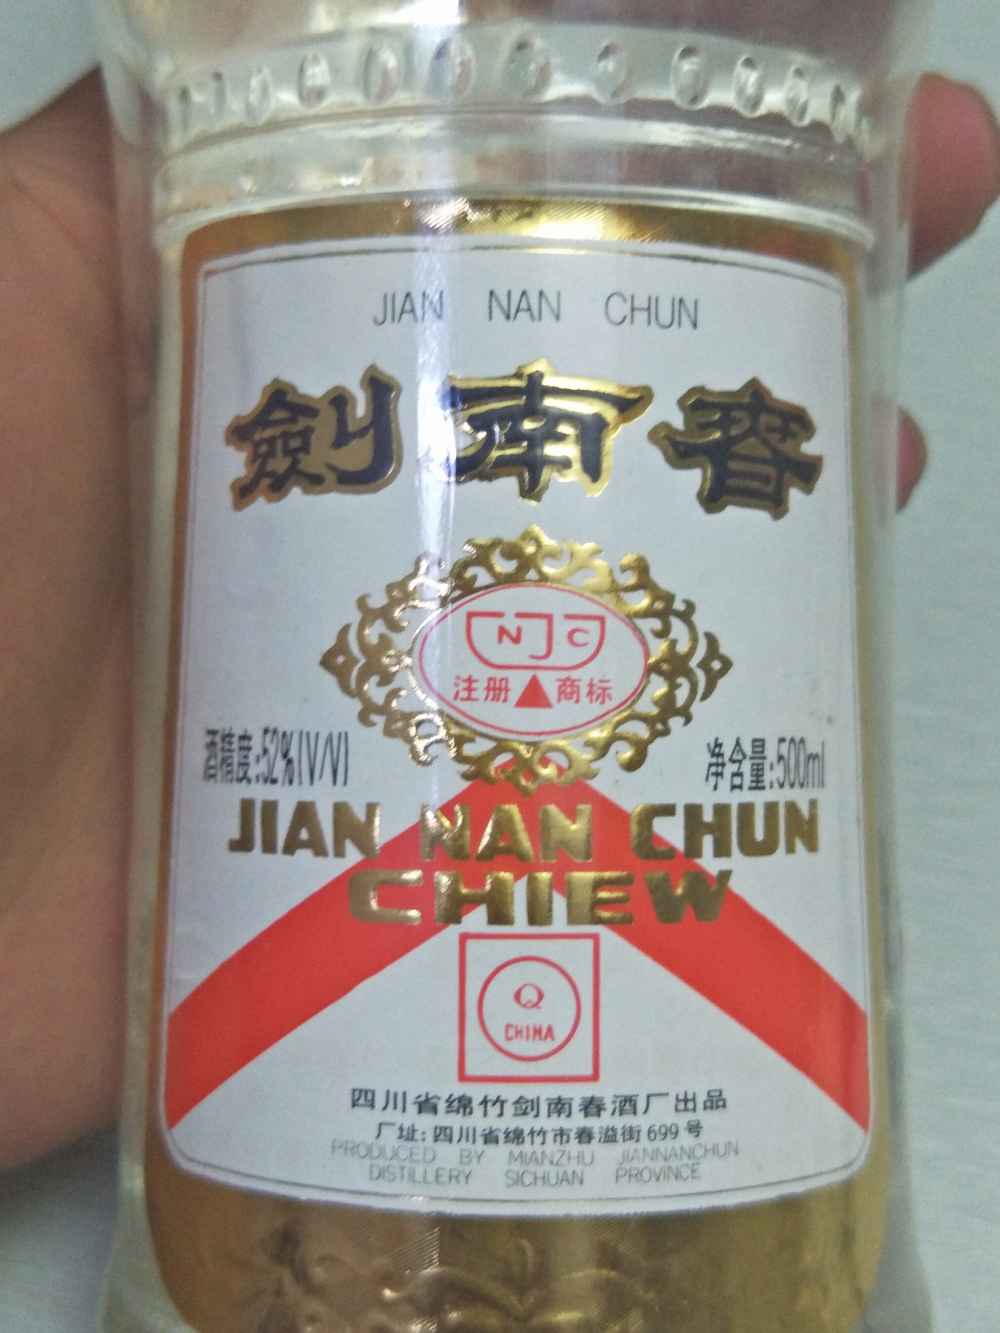 JIAN NAN CHUN
劍南春
NJC
注册 商标
酒精度:52%(V/V)
净含量:500ml
JIAN NAN CHUN
CHIEW
Q
CHINA
四川省绵竹剑南春酒厂出品
厂址:四川省绵竹市春溢街699号
PRODUCED BY MIANZHU JIANNANCHUN
DISTILLERY SICHUAN PROVINCE